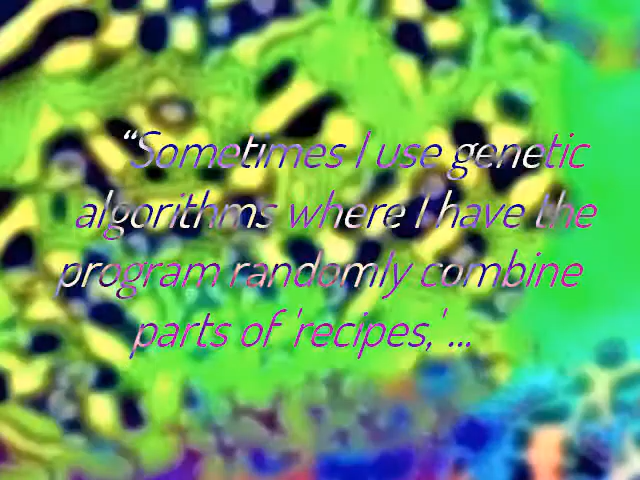 “Sometimes I use genetic
algorithms where I have the
program randomly combine
parts of 'recipes,' ...